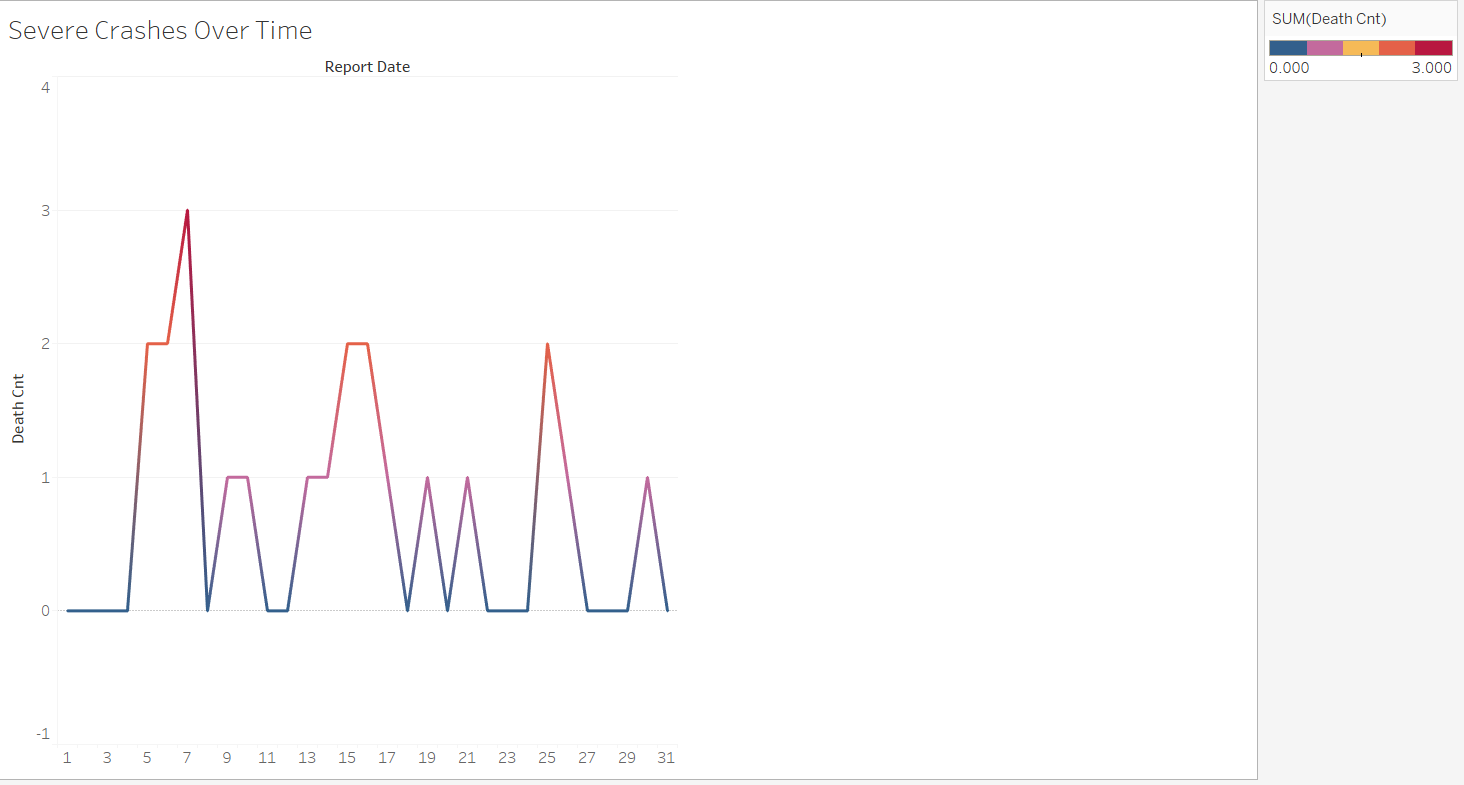 Severe Crashes Over Time
SUM(Death Cnt)
0.000 3.000
Report Date
4
3
2
1
0
-1
Death Cnt
1 3 5 7 9 11 13 15 17 19 21 23 25 27 29 31